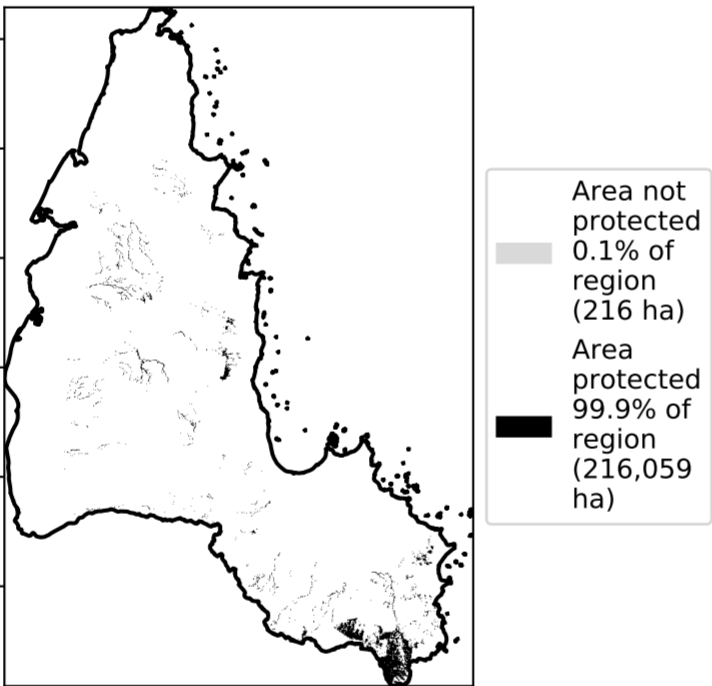 Area not
protected
0.1% of
region
(216 ha)
Area
protected
99.9% of
region
(216,059
ha)